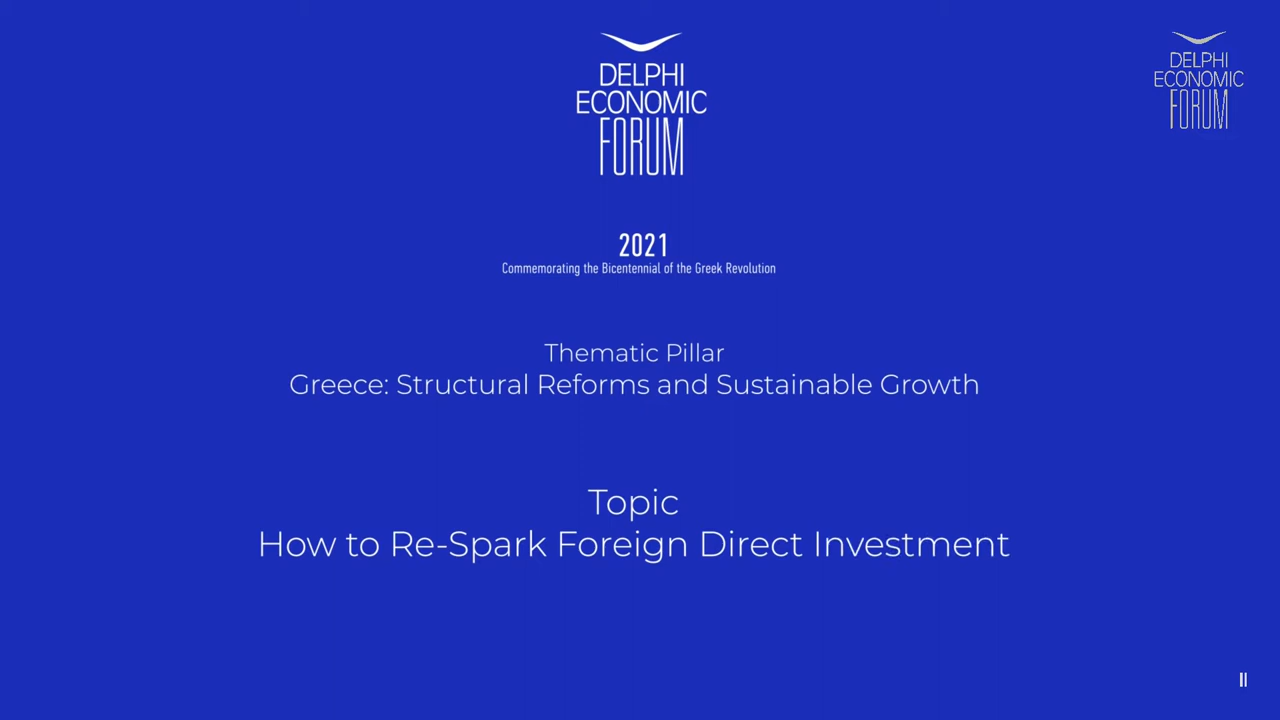 DELPHI
ECONOMIC
FORUM
DELPHI
ECONOMIC
FORUM
2021
Commemorating the Bicentennial of the Greek Revolution
Thematic Pillar
Greece: Structural Reforms and Sustainable Growth
Topic
How to Re-Spark Foreign Direct Investment